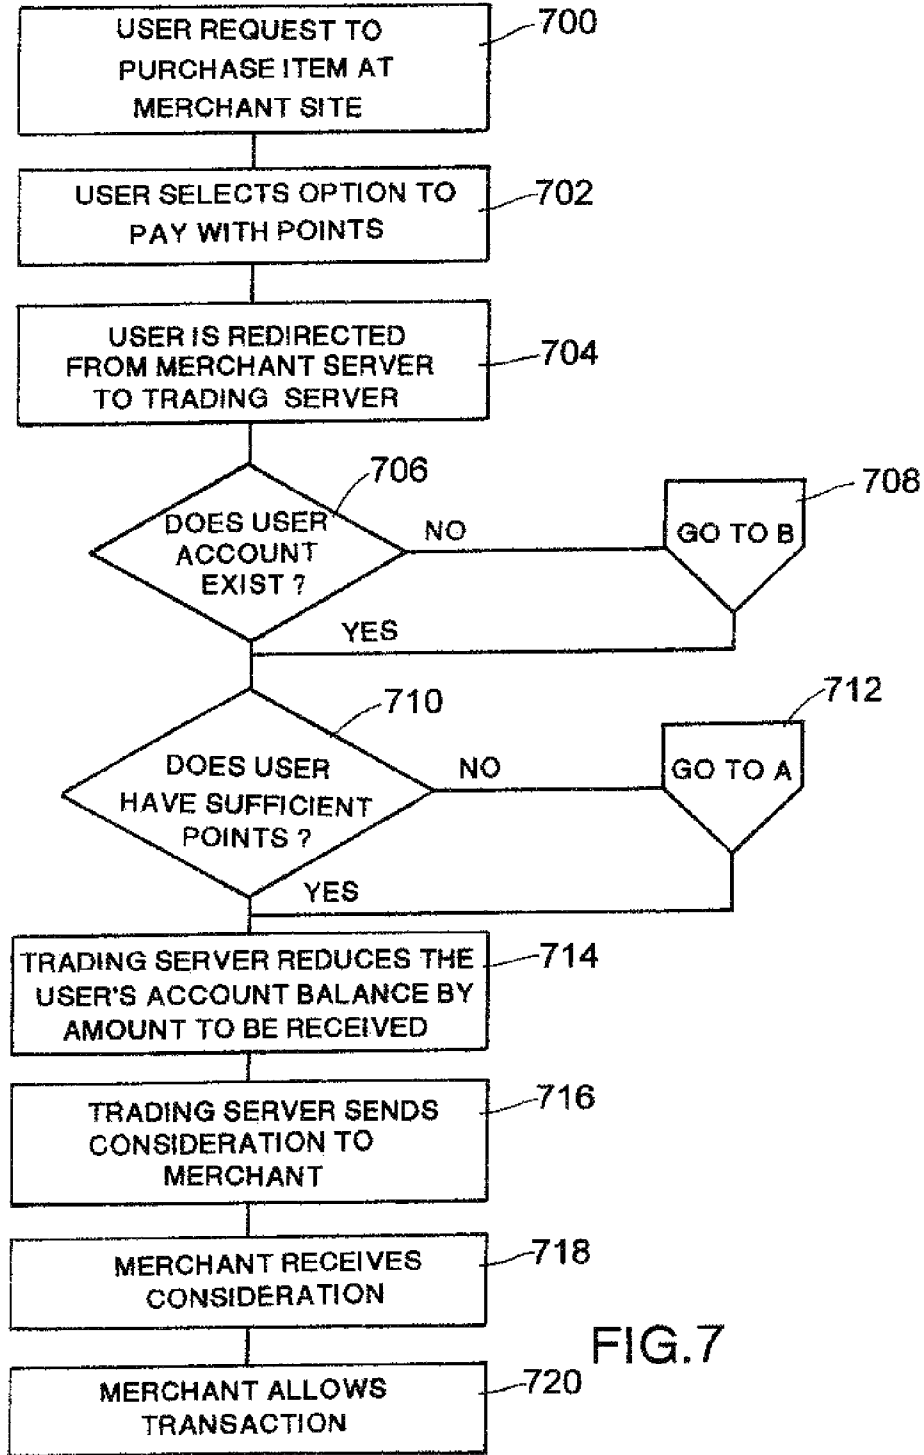 USER REQUEST TO
PURCHASE ITEM AT
MERCHANT SITE
700
USER SELECTS OPTION TO
PAY WITH POINTS
702
USER IS REDIRECTED
FROM MERCHANT SERVER
TO TRADING SERVER
704
706
DOES USER
ACCOUNT
EXIST ?
NO
708
GO TO B
YES
710
DOES USER
HAVE SUFFICIENT
POINTS ?
NO
712
GO TO A
YES
TRADING SERVER REDUCES THE
USER'S ACCOUNT BALANCE BY
AMOUNT TO BE RECEIVED
714
TRADING SERVER SENDS
CONSIDERATION TO
MERCHANT
716
MERCHANT RECEIVES
CONSIDERATION
718
FIG.7
MERCHANT ALLOWS
TRANSACTION
720